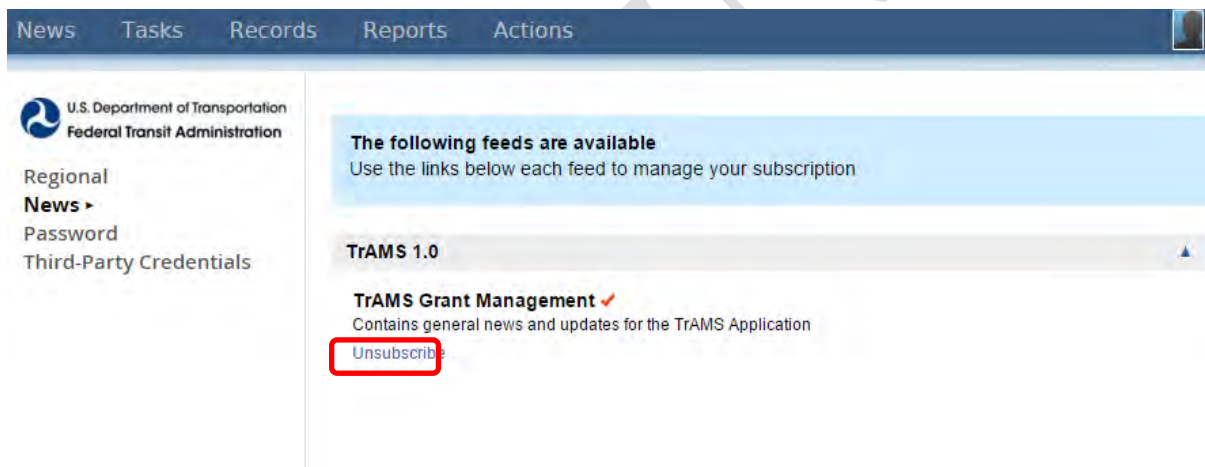 News Tasks Records Reports Actions
U.S. Department of Transportation
Federal Transit Administration
Regional
News ▸
Password
Third-Party Credentials
The following feeds are available
Use the links below each feed to manage your subscription
TrAMS 1.0
TrAMS Grant Management ✓
Contains general news and updates for the TrAMS Application
Unsubscribe